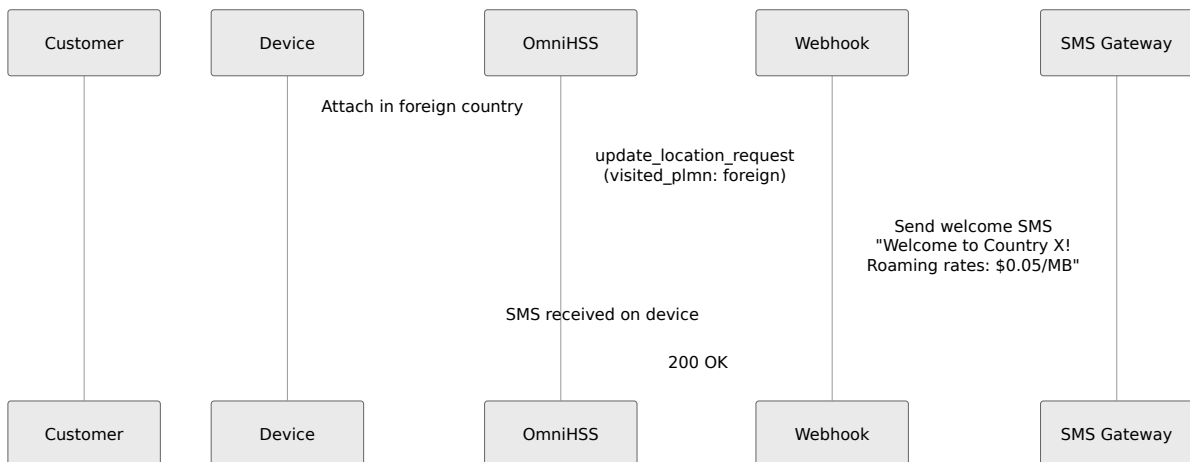 Customer
Device
OmniHSS
Webhook
SMS Gateway
Attach in foreign country
update_location_request
(visited_plmn: foreign)
Send welcome SMS
"Welcome to Country X!
Roaming rates: $0.05/MB"
SMS received on device
200 OK
Customer
Device
OmniHSS
Webhook
SMS Gateway